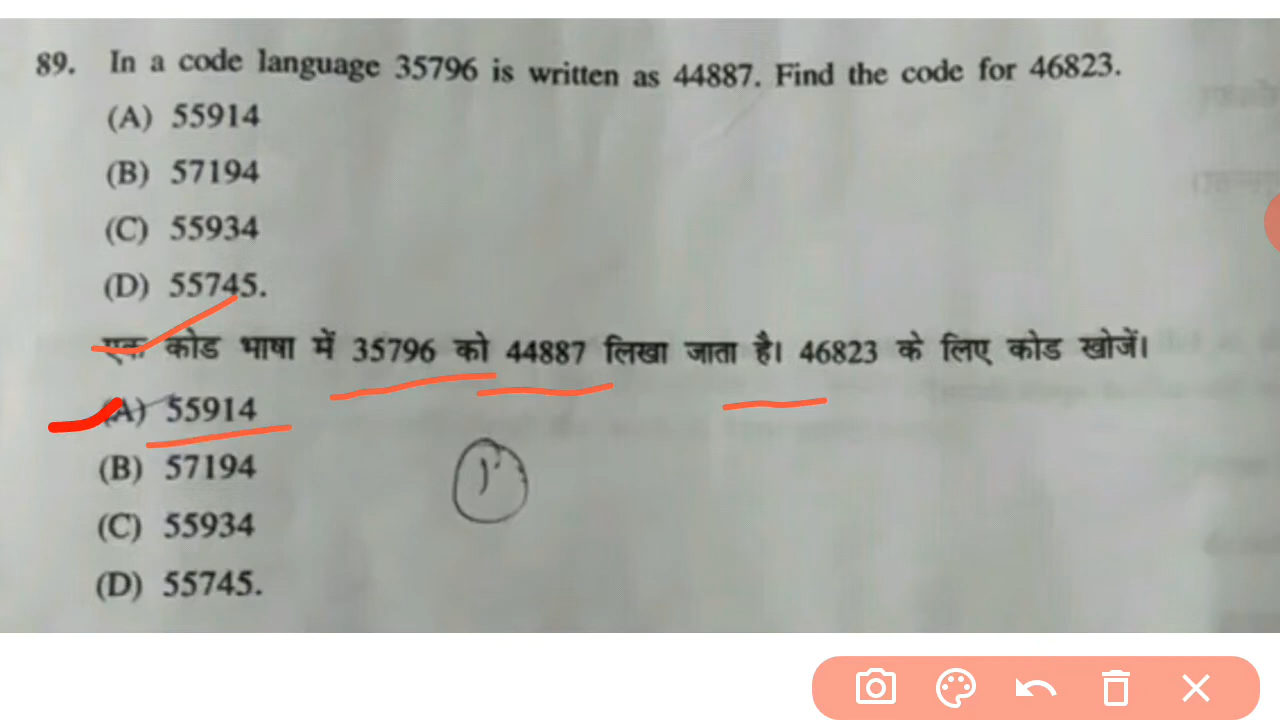 89. In a code language 35796 is written as 44887. Find the code for 46823.
(A) 55914
(B) 57194
(C) 55934
(D) 55745.
एक कोड भाषा में 35796 को 44887 लिखा जाता है। 46823 के लिए कोड खोजें।
(A) 55914
(B) 57194
(C) 55934
(D) 55745.